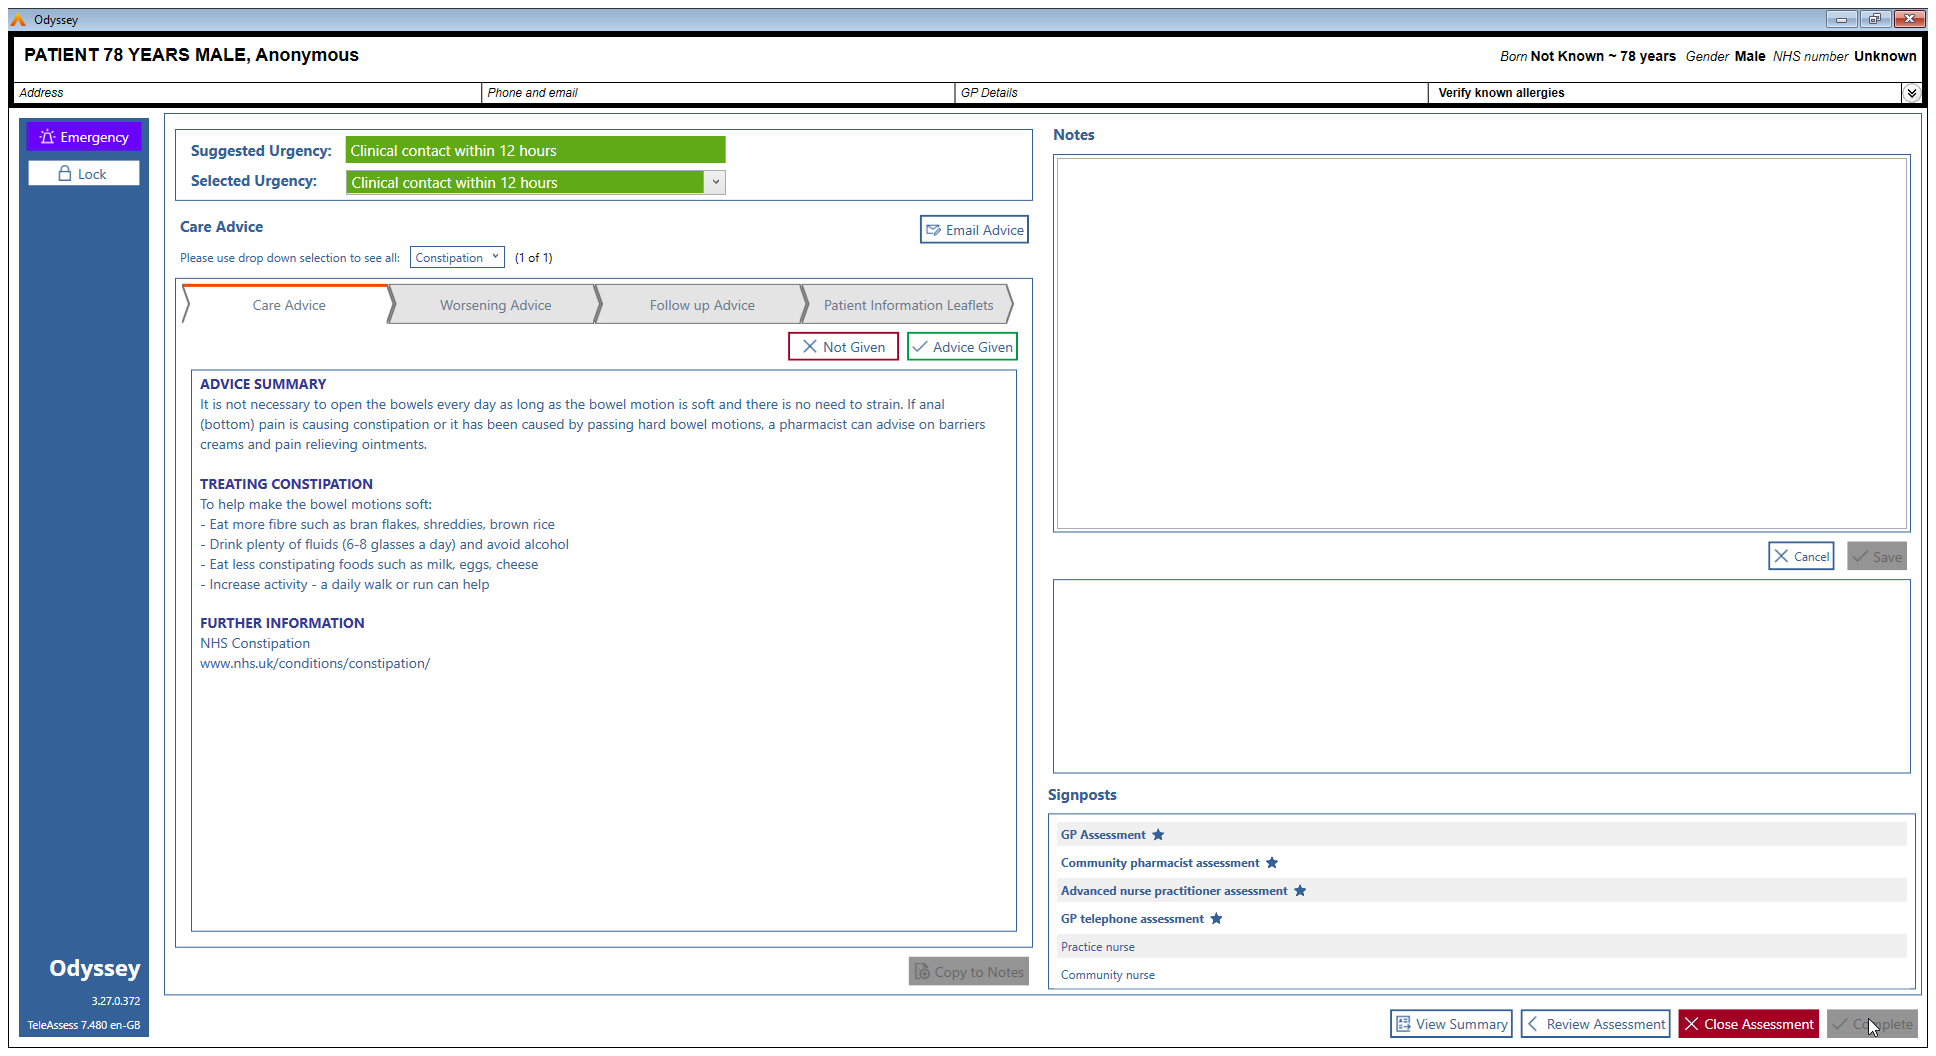 Odyssey
PATIENT 78 YEARS MALE, Anonymous
Born Not Known ~ 78 years Gender Male NHS number Unknown
Address
Phone and email
GP Details
Verify known allergies
Emergency
Lock
Suggested Urgency: Clinical contact within 12 hours
Selected Urgency: Clinical contact within 12 hours
Care Advice
Email Advice
Please use drop down selection to see all: Constipation (1 of 1)
Care Advice
Worsening Advice
Follow up Advice
Patient Information Leaflets
Not Given
Advice Given
ADVICE SUMMARY
It is not necessary to open the bowels every day as long as the bowel motion is soft and there is no need to strain. If anal
(bottom) pain is causing constipation or it has been caused by passing hard bowel motions, a pharmacist can advise on barriers
creams and pain relieving ointments.
TREATING CONSTIPATION
To help make the bowel motions soft:
- Eat more fibre such as bran flakes, shreddies, brown rice
- Drink plenty of fluids (6-8 glasses a day) and avoid alcohol
- Eat less constipating foods such as milk, eggs, cheese
- Increase activity - a daily walk or run can help
FURTHER INFORMATION
NHS Constipation
www.nhs.uk/conditions/constipation/
Copy to Notes
Notes
Cancel
Save
Signposts
GP Assessment
Community pharmacist assessment
Advanced nurse practitioner assessment
GP telephone assessment
Practice nurse
Community nurse
Odyssey
3.27.0.372
TeleAssess 7.480 en-GB
View Summary
Review Assessment
Close Assessment
Complete